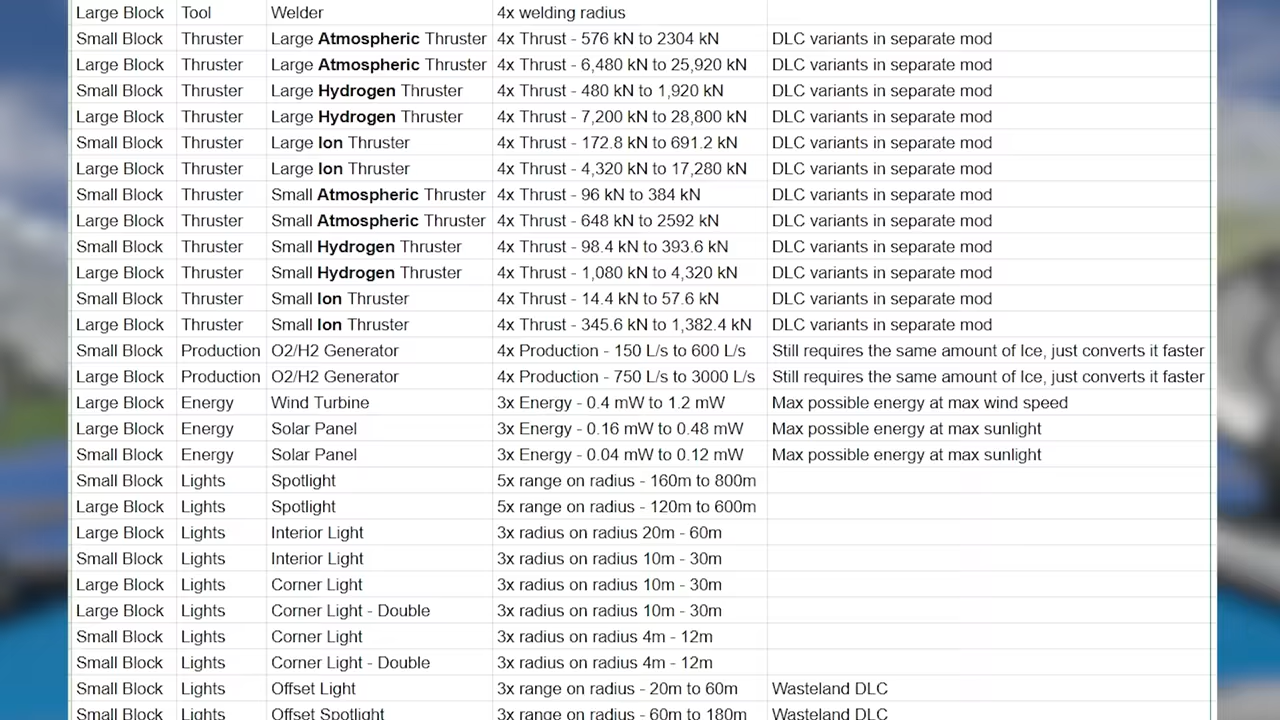 Large Block Tool Welder 4x welding radius
Small Block Thruster Large Atmospheric Thruster 4x Thrust - 576 kN to 2304 kN DLC variants in separate mod
Large Block Thruster Large Atmospheric Thruster 4x Thrust - 6,480 kN to 25,920 kN DLC variants in separate mod
Small Block Thruster Large Hydrogen Thruster 4x Thrust - 480 kN to 1,920 kN DLC variants in separate mod
Large Block Thruster Large Hydrogen Thruster 4x Thrust - 7,200 kN to 28,800 kN DLC variants in separate mod
Small Block Thruster Large Ion Thruster 4x Thrust - 172.8 kN to 691.2 kN DLC variants in separate mod
Large Block Thruster Large Ion Thruster 4x Thrust - 4,320 kN to 17,280 kN DLC variants in separate mod
Small Block Thruster Small Atmospheric Thruster 4x Thrust - 96 kN to 384 kN DLC variants in separate mod
Large Block Thruster Small Atmospheric Thruster 4x Thrust - 648 kN to 2592 kN DLC variants in separate mod
Small Block Thruster Small Hydrogen Thruster 4x Thrust - 98.4 kN to 393.6 kN DLC variants in separate mod
Large Block Thruster Small Hydrogen Thruster 4x Thrust - 1,080 kN to 4,320 kN DLC variants in separate mod
Small Block Thruster Small Ion Thruster 4x Thrust - 14.4 kN to 57.6 kN DLC variants in separate mod
Large Block Thruster Small Ion Thruster 4x Thrust - 345.6 kN to 1,382.4 kN DLC variants in separate mod
Small Block Production O2/H2 Generator 4x Production - 150 L/s to 600 L/s Still requires the same amount of Ice, just converts it faster
Large Block Production O2/H2 Generator 4x Production - 750 L/s to 3000 L/s Still requires the same amount of Ice, just converts it faster
Large Block Energy Wind Turbine 3x Energy - 0.4 mW to 1.2 mW Max possible energy at max wind speed
Large Block Energy Solar Panel 3x Energy - 0.16 mW to 0.48 mW Max possible energy at max sunlight
Small Block Energy Solar Panel 3x Energy - 0.04 mW to 0.12 mW Max possible energy at max sunlight
Small Block Lights Spotlight 5x range on radius - 160m to 800m
Large Block Lights Spotlight 5x range on radius - 120m to 600m
Large Block Lights Interior Light 3x radius on radius 20m - 60m
Small Block Lights Interior Light 3x radius on radius 10m - 30m
Large Block Lights Corner Light 3x radius on radius 10m - 30m
Large Block Lights Corner Light - Double 3x radius on radius 10m - 30m
Small Block Lights Corner Light 3x radius on radius 4m - 12m
Small Block Lights Corner Light - Double 3x radius on radius 4m - 12m
Small Block Lights Offset Light 3x range on radius - 20m to 60m Wasteland DLC
Small Block Lights Offset Spotlight 3x range on radius - 60m to 180m Wasteland DLC